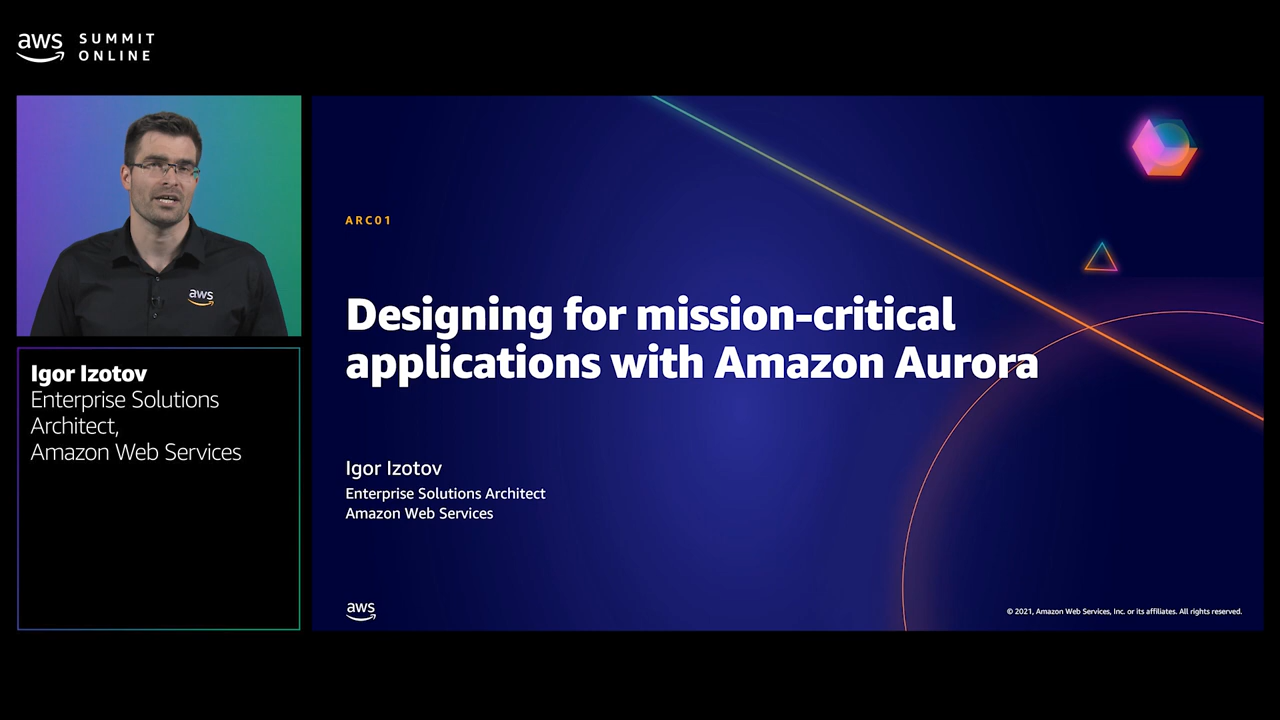 aws
SUMMIT
ONLINE
aws
Igor Izotov
Enterprise Solutions
Architect,
Amazon Web Services
ARC01
Designing for mission-critical
applications with Amazon Aurora
Igor Izotov
Enterprise Solutions Architect
Amazon Web Services
aws
© 2021, Amazon Web Services, Inc. or its affiliates. All rights reserved.